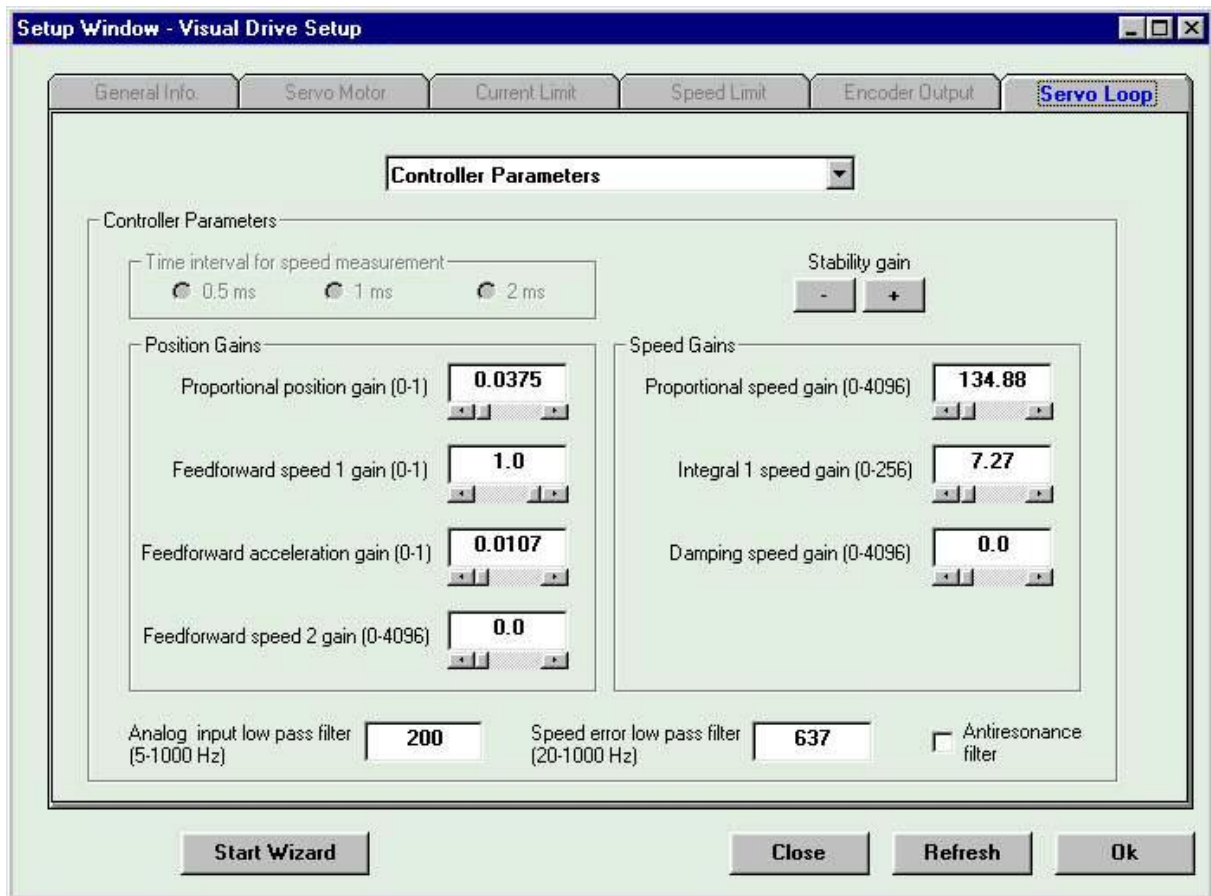 Setup Window - Visual Drive Setup
General Info. Servo Motor Current Limit Speed Limit Encoder Output Servo Loop
Controller Parameters
Controller Parameters
Time interval for speed measurement
0.5 ms 1 ms 2 ms
Stability gain
- +
Position Gains
Proportional position gain (0-1) 0.0375
Feedforward speed 1 gain (0-1) 1.0
Feedforward acceleration gain (0-1) 0.0107
Feedforward speed 2 gain (0-4096) 0.0
Speed Gains
Proportional speed gain (0-4096) 134.88
Integral 1 speed gain (0-256) 7.27
Damping speed gain (0-4096) 0.0
Analog input low pass filter
(5-1000 Hz)
200
Speed error low pass filter
(20-1000 Hz)
637
Antiresonance
filter
Start Wizard Close Refresh Ok